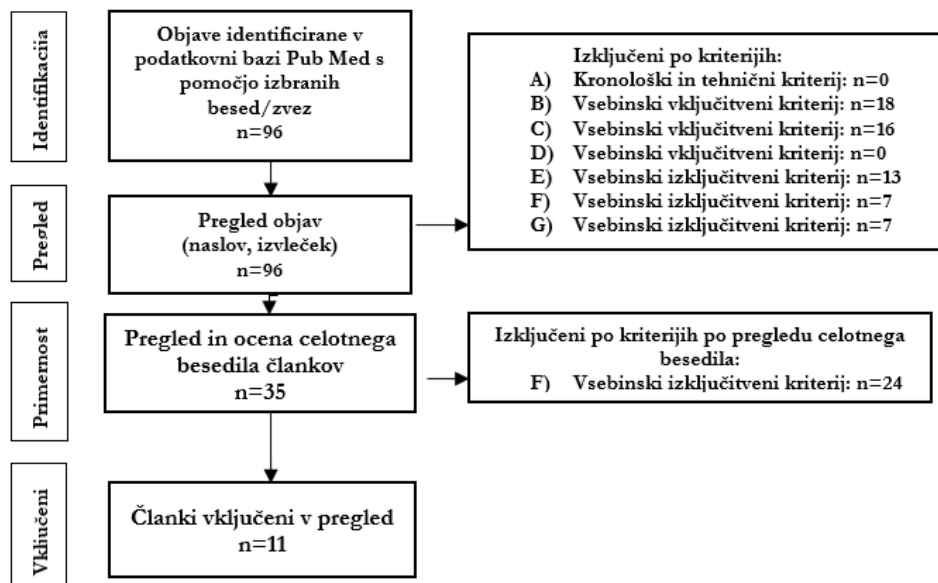 Identifikacija
Objave identificirane v
podatkovni bazi Pub Med s
pomočjo izbranih
besed/zvez
n=96
Izključeni po kriterijih:
A) Kronološki in tehnični kriterij: n=0
B) Vsebinski vključitveni kriterij: n=18
C) Vsebinski vključitveni kriterij: n=16
D) Vsebinski vključitveni kriterij: n=0
E) Vsebinski izključitveni kriterij: n=13
F) Vsebinski izključitveni kriterij: n=7
G) Vsebinski izključitveni kriterij: n=7
Pregled
Pregled objav
(naslov, izvleček)
n=96
Primernost
Pregled in ocena celotnega
besedila člankov
n=35
Izključeni po kriterijih po pregledu celotnega
besedila:
F) Vsebinski izključitveni kriterij: n=24
Vključeni
Članki vključeni v pregled
n=11